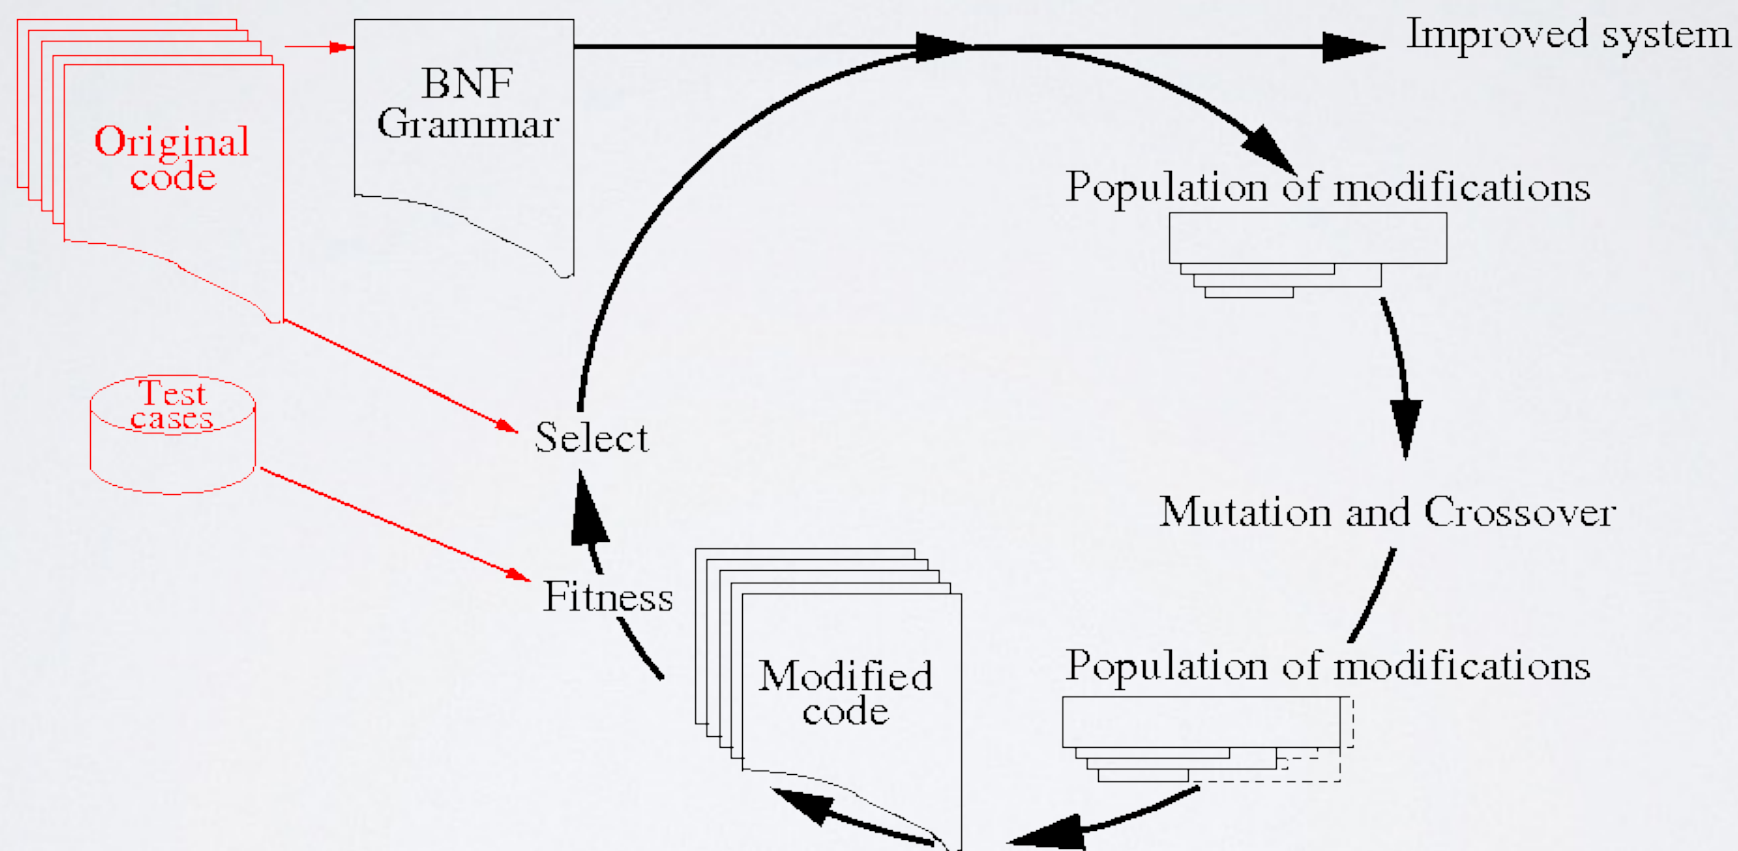 Improved system
BNF
Grammar
Original
code
Population of modifications
Test
cases
Select
Mutation and Crossover
Fitness
Population of modifications
Modified
code